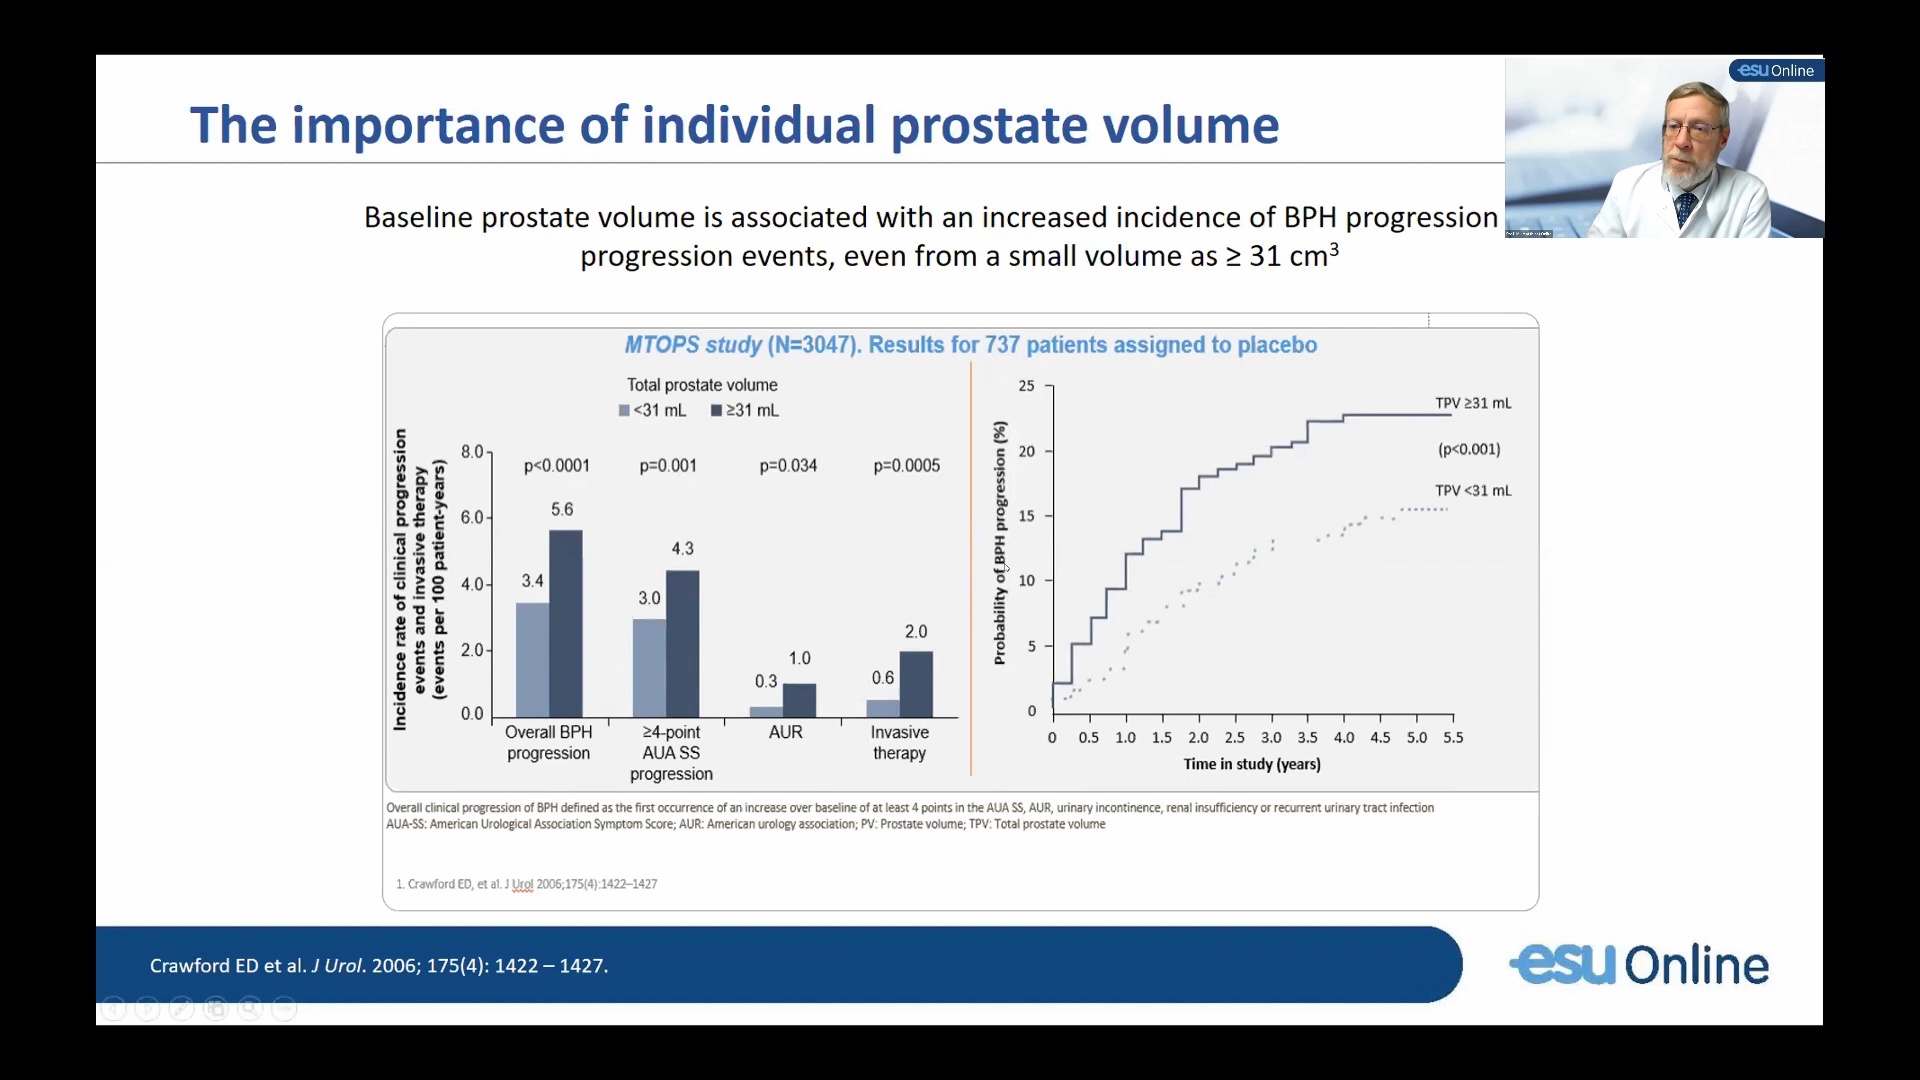 The importance of individual prostate volume
esu Online
Baseline prostate volume is associated with an increased incidence of BPH progression
progression events, even from a small volume as ≥ 31 cm³
MTOPS study (N=3047). Results for 737 patients assigned to placebo
Total prostate volume
<31 mL ≥31 mL
Incidence rate of clinical progression
events and invasive therapy
(events per 100 patient-years)
8.0
6.0
4.0
2.0
0.0
p<0.0001 p=0.001 p=0.034 p=0.0005
3.4 5.6
3.0 4.3
0.3 1.0
0.6 2.0
Overall BPH
progression
≥4-point
AUA SS
progression
AUR
Invasive
therapy
Probability of BPH progression (%)
25
20
15
10
5
0
TPV ≥31 mL
(p<0.001)
TPV <31 mL
0 0.5 1.0 1.5 2.0 2.5 3.0 3.5 4.0 4.5 5.0 5.5
Time in study (years)
Overall clinical progression of BPH defined as the first occurrence of an increase over baseline of at least 4 points in the AUA SS, AUR, urinary incontinence, renal insufficiency or recurrent urinary tract infection
AUA-SS: American Urological Association Symptom Score; AUR: American urology association; PV: Prostate volume; TPV: Total prostate volume
1. Crawford ED, et al. J Urol 2006;175(4):1422–1427
Crawford ED et al. J Urol. 2006; 175(4): 1422 – 1427.
esu Online